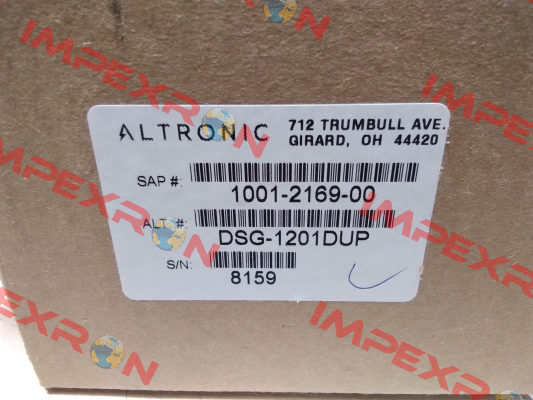 ALTRONIC 712 TRUMBULL AVE.
GIRARD, OH 44420
SAP #:
1001-2169-00
ALT. #:
DSG-1201DUP
S/N:
8159
IMPEXRON
IMPEXRON
IMPEXRON
IMPEXRON